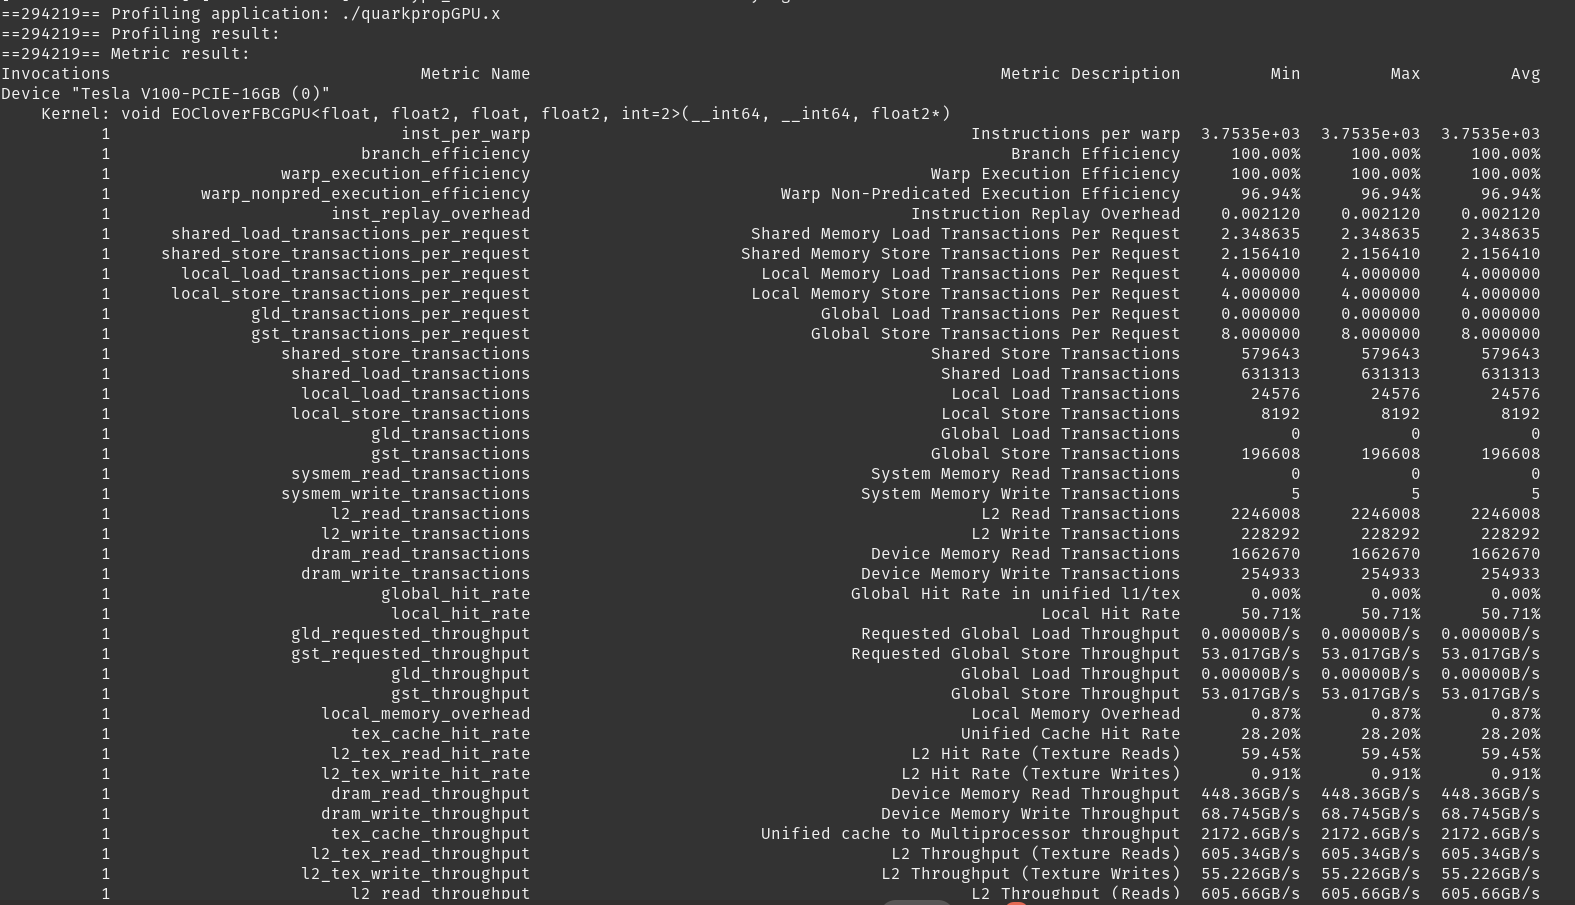 ==294219== Profiling application: ./quarkpropGPU.x
==294219== Profiling result:
==294219== Metric result:
Invocations Metric Name Metric Description Min Max Avg
Device "Tesla V100-PCIE-16GB (0)"
Kernel: void EOCloverFBCGPU<float, float2, float, float2, int=2>(__int64, __int64, float2*)
1 inst_per_warp Instructions per warp 3.7535e+03 3.7535e+03 3.7535e+03
1 branch_efficiency Branch Efficiency 100.00% 100.00% 100.00%
1 warp_execution_efficiency Warp Execution Efficiency 100.00% 100.00% 100.00%
1 warp_nonpred_execution_efficiency Warp Non-Predicated Execution Efficiency 96.94% 96.94% 96.94%
1 inst_replay_overhead Instruction Replay Overhead 0.002120 0.002120 0.002120
1 shared_load_transactions_per_request Shared Memory Load Transactions Per Request 2.348635 2.348635 2.348635
1 shared_store_transactions_per_request Shared Memory Store Transactions Per Request 2.156410 2.156410 2.156410
1 local_load_transactions_per_request Local Memory Load Transactions Per Request 4.000000 4.000000 4.000000
1 local_store_transactions_per_request Local Memory Store Transactions Per Request 4.000000 4.000000 4.000000
1 gld_transactions_per_request Global Load Transactions Per Request 0.000000 0.000000 0.000000
1 gst_transactions_per_request Global Store Transactions Per Request 8.000000 8.000000 8.000000
1 shared_store_transactions Shared Store Transactions 579643 579643 579643
1 shared_load_transactions Shared Load Transactions 631313 631313 631313
1 local_load_transactions Local Load Transactions 24576 24576 24576
1 local_store_transactions Local Store Transactions 8192 8192 8192
1 gld_transactions Global Load Transactions 0 0 0
1 gst_transactions Global Store Transactions 196608 196608 196608
1 sysmem_read_transactions System Memory Read Transactions 0 0 0
1 sysmem_write_transactions System Memory Write Transactions 5 5 5
1 l2_read_transactions L2 Read Transactions 2246008 2246008 2246008
1 l2_write_transactions L2 Write Transactions 228292 228292 228292
1 dram_read_transactions Device Memory Read Transactions 1662670 1662670 1662670
1 dram_write_transactions Device Memory Write Transactions 254933 254933 254933
1 global_hit_rate Global Hit Rate in unified l1/tex 0.00% 0.00% 0.00%
1 local_hit_rate Local Hit Rate 50.71% 50.71% 50.71%
1 gld_requested_throughput Requested Global Load Throughput 0.00000B/s 0.00000B/s 0.00000B/s
1 gst_requested_throughput Requested Global Store Throughput 53.017GB/s 53.017GB/s 53.017GB/s
1 gld_throughput Global Load Throughput 0.00000B/s 0.00000B/s 0.00000B/s
1 gst_throughput Global Store Throughput 53.017GB/s 53.017GB/s 53.017GB/s
1 local_memory_overhead Local Memory Overhead 0.87% 0.87% 0.87%
1 tex_cache_hit_rate Unified Cache Hit Rate 28.20% 28.20% 28.20%
1 l2_tex_read_hit_rate L2 Hit Rate (Texture Reads) 59.45% 59.45% 59.45%
1 l2_tex_write_hit_rate L2 Hit Rate (Texture Writes) 0.91% 0.91% 0.91%
1 dram_read_throughput Device Memory Read Throughput 448.36GB/s 448.36GB/s 448.36GB/s
1 dram_write_throughput Device Memory Write Throughput 68.745GB/s 68.745GB/s 68.745GB/s
1 tex_cache_throughput Unified cache to Multiprocessor throughput 2172.6GB/s 2172.6GB/s 2172.6GB/s
1 l2_tex_read_throughput L2 Throughput (Texture Reads) 605.34GB/s 605.34GB/s 605.34GB/s
1 l2_tex_write_throughput L2 Throughput (Texture Writes) 55.226GB/s 55.226GB/s 55.226GB/s
1 l2_read_throughput L2 Throughput (Reads) 605.66GB/s 605.66GB/s 605.66GB/s